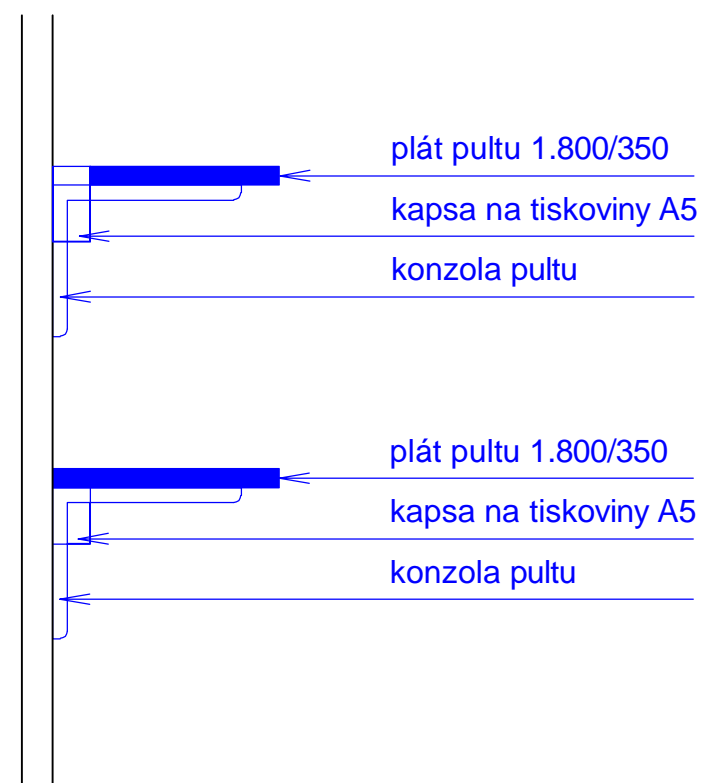 plát pultu 1.800/350
kapsa na tiskoviny A5
konzola pultu
plát pultu 1.800/350
kapsa na tiskoviny A5
konzola pultu